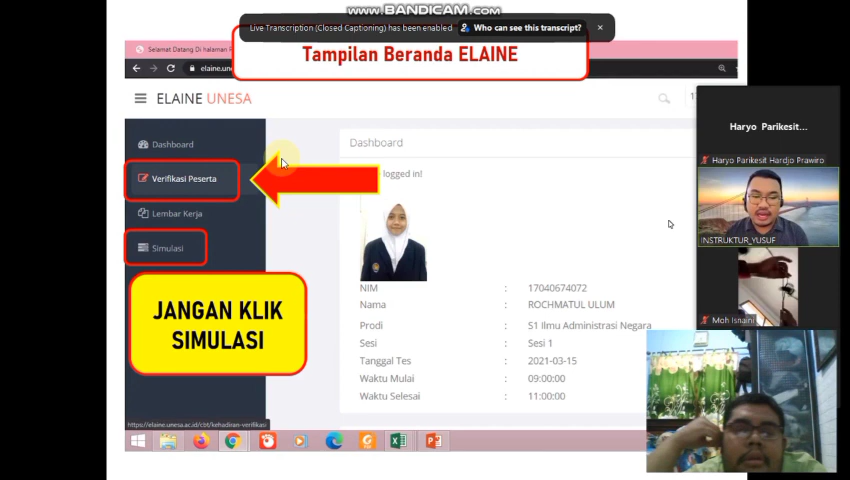 www.BANDICAM.com
Live Transcription (Closed Captioning) has been enabled
Who can see this transcript?
Selamat Datang Di halaman
Tampilan Beranda ELAINE
elaine.une
ELAINE UNESA
Dashboard
Verifikasi Peserta
Lembar Kerja
Simulasi
JANGAN KLIK
SIMULASI
Dashboard
logged in!
NIM : 17040674072
Nama : ROCHMATUL ULUM
Prodi : S1 Ilmu Administrasi Negara
Sesi : Sesi 1
Tanggal Tes : 2021-03-15
Waktu Mulai : 09:00:00
Waktu Selesai : 11:00:00
https://elaine.unesa.ac.id/cbt/kehadiran-verifikasi
Haryo Parikesit...
Haryo Parikesit Hardjo Prawiro
INSTRUKTUR_YUSUF
Moh Isnaini